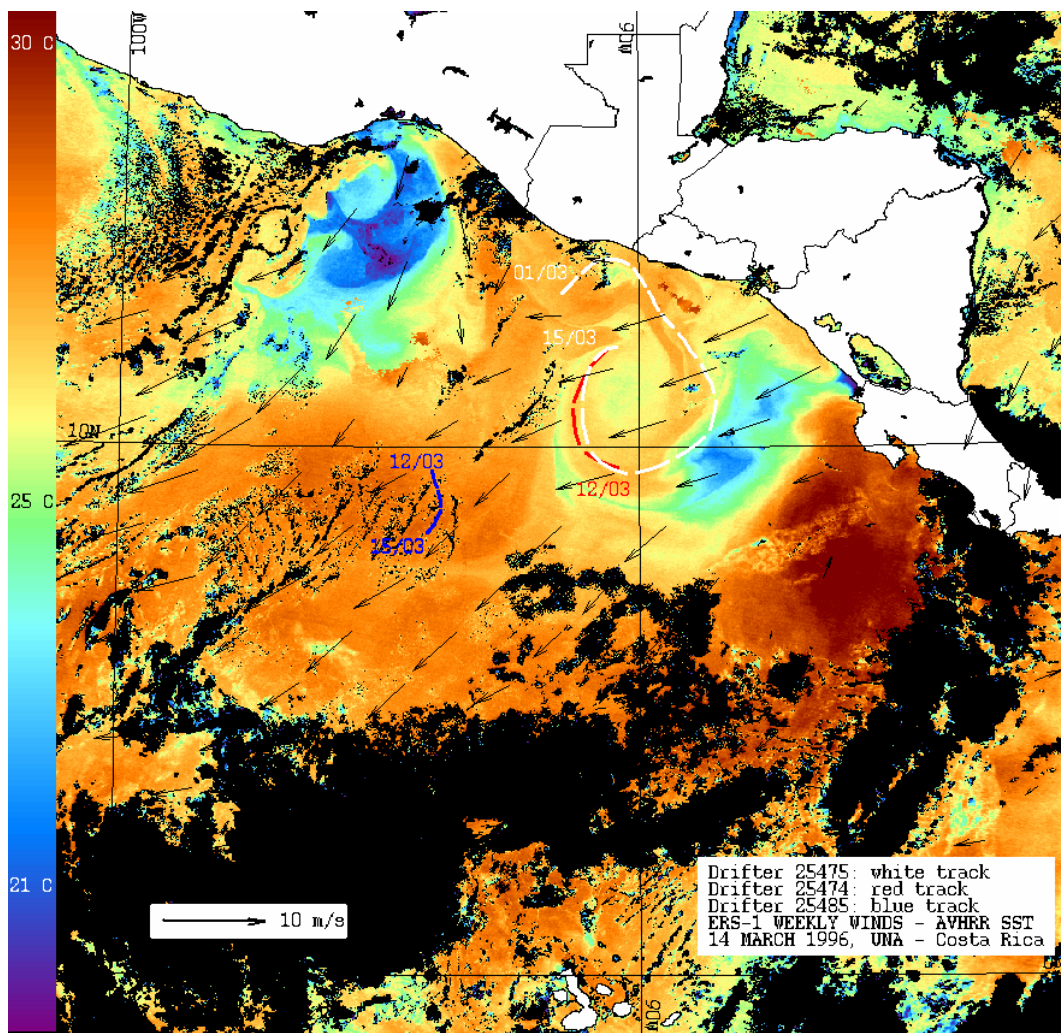 30 C
100W
90W
01/03
15/03
10N
12/03
12/03
25 C
15/03
21 C
10 m/s
Drifter 25475: white track
Drifter 25474: red track
Drifter 25485: blue track
ERS-1 WEEKLY WINDS - AVHRR SST
14 MARCH 1996, UNA - Costa Rica
0
90W